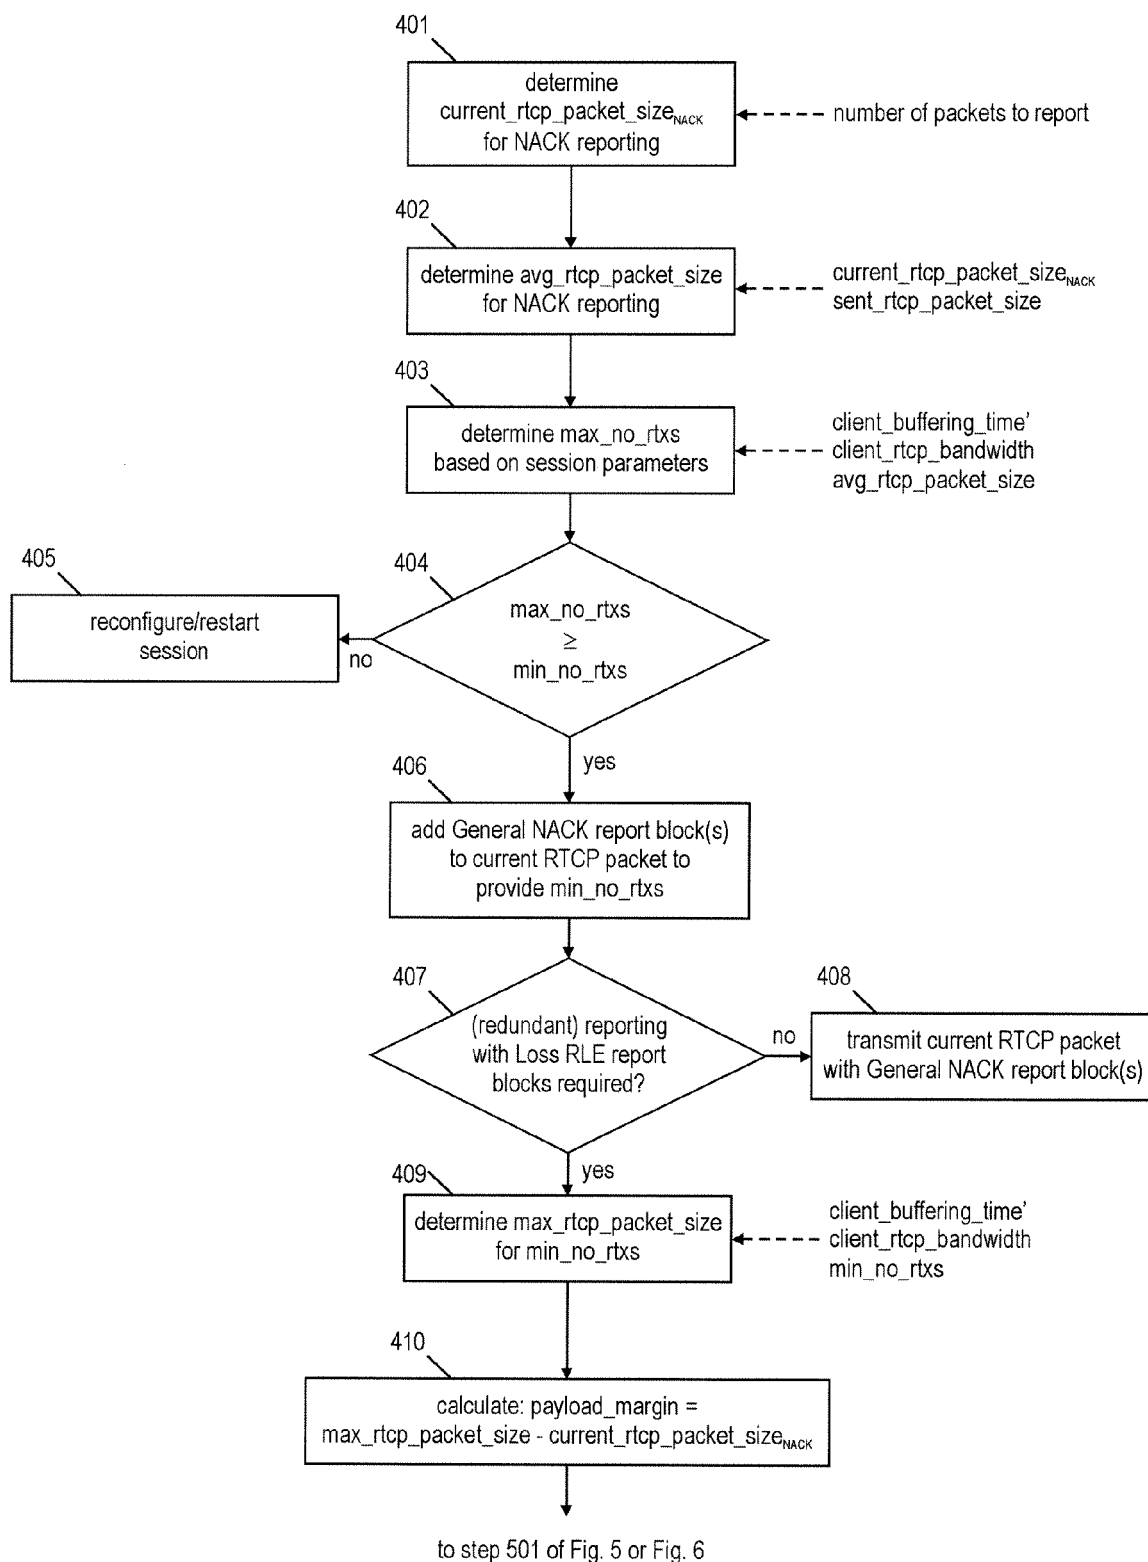 401
determine
current_rtcp_packet_size_NACK
for NACK reporting
number of packets to report
402
determine avg_rtcp_packet_size
for NACK reporting
current_rtcp_packet_size_NACK
sent_rtcp_packet_size
403
determine max_no_rtxs
based on session parameters
client_buffering_time’
client_rtcp_bandwidth
avg_rtcp_packet_size
404
max_no_rtxs
≥
min_no_rtxs
405
reconfigure/restart
session
no
yes
406
add General NACK report block(s)
to current RTCP packet to
provide min_no_rtxs
407
(redundant) reporting
with Loss RLE report
blocks required?
no
408
transmit current RTCP packet
with General NACK report block(s)
yes
409
determine max_rtcp_packet_size
for min_no_rtxs
client_buffering_time’
client_rtcp_bandwidth
min_no_rtxs
410
calculate: payload_margin =
max_rtcp_packet_size - current_rtcp_packet_size_NACK
to step 501 of Fig. 5 or Fig. 6